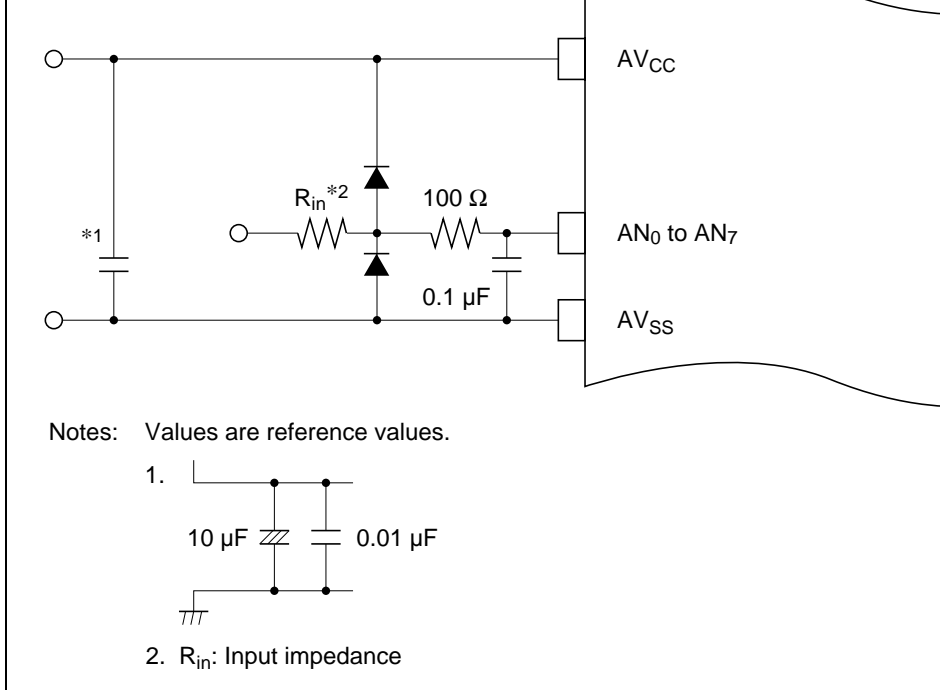 AVCC
Rin*2 100 Ω
*1
AN0 to AN7
0.1 µF
AVSS
Notes: Values are reference values.
1.
10 µF 0.01 µF
2. Rin: Input impedance